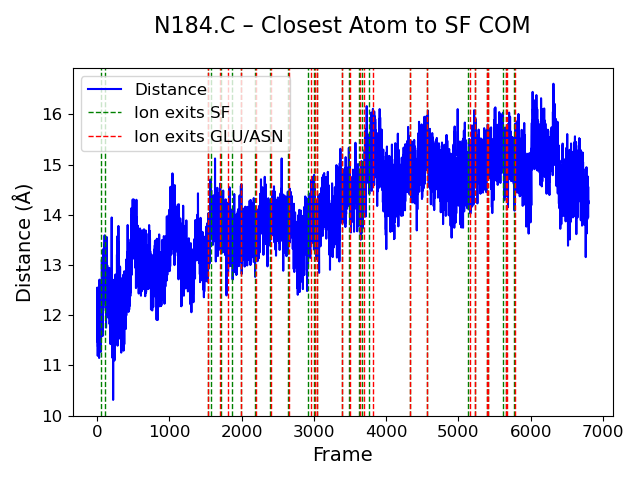 N184.C – Closest Atom to SF COM
Distance
Ion exits SF
Ion exits GLU/ASN
Distance (Å)
16
15
14
13
12
11
10
0 1000 2000 3000 4000 5000 6000 7000
Frame